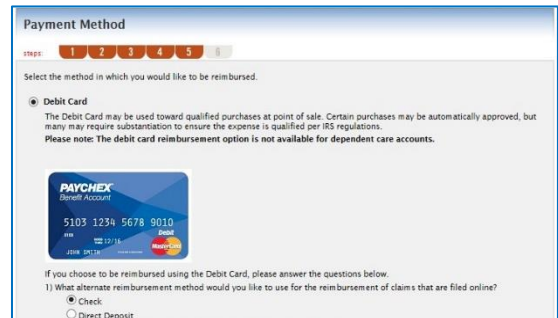 Payment Method
steps: 1 2 3 4 5 6
Select the method in which you would like to be reimbursed.
Debit Card
The Debit Card may be used toward qualified purchases at point of sale. Certain purchases may be automatically approved, but
many may require substantiation to ensure the expense is qualified per IRS regulations.
Please note: The debit card reimbursement option is not available for dependent care accounts.
PAYCHEX
Benefit Account
5103 1234 5678 9010
Debit
12/16
MasterCard
JOHN SMITH
If you choose to be reimbursed using the Debit Card, please answer the questions below.
1) What alternate reimbursement method would you like to use for the reimbursement of claims that are filed online?
Check
Direct Deposit